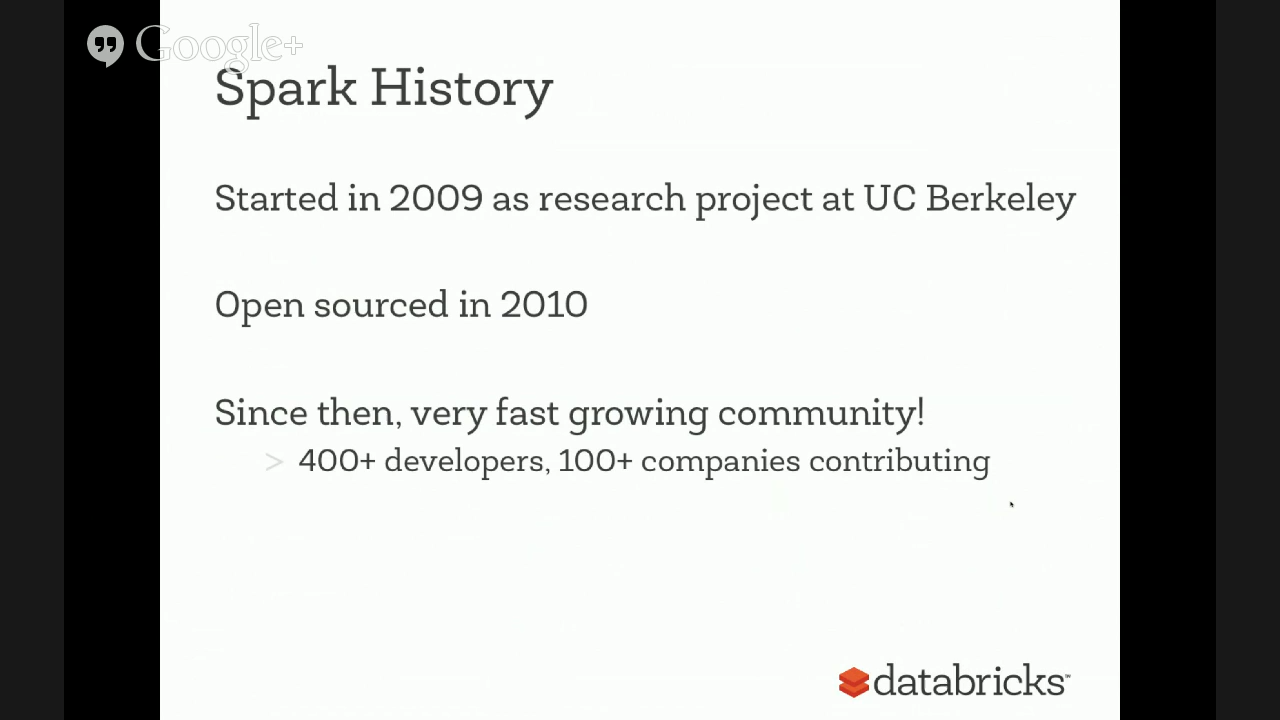 Google+
Spark History
Started in 2009 as research project at UC Berkeley
Open sourced in 2010
Since then, very fast growing community!
> 400+ developers, 100+ companies contributing
databricks™